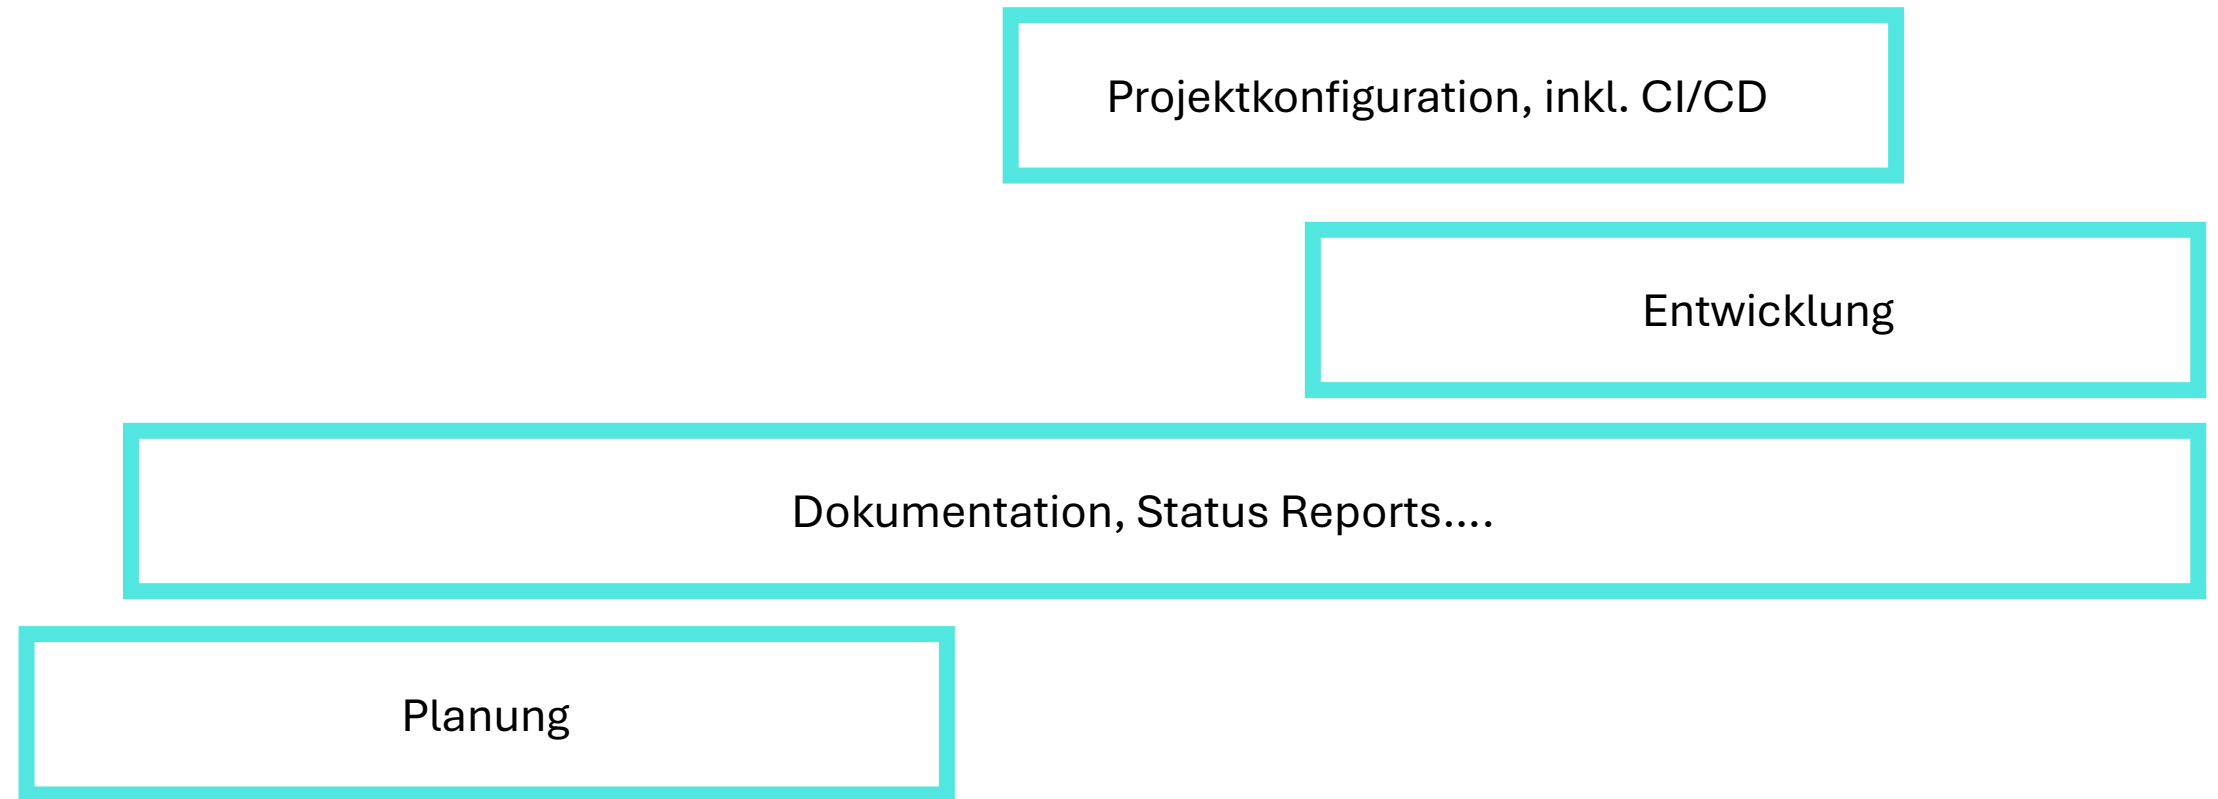 Projektkonfiguration, inkl. CI/CD
Entwicklung
Dokumentation, Status Reports....
Planung